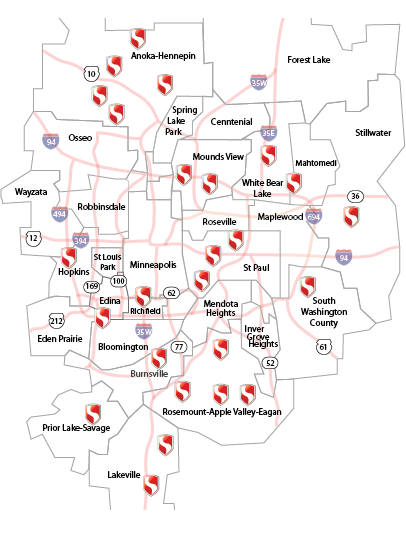 Anoka-Hennepin
Forest Lake
10
35W
Spring
Lake
Park
Cenntenial
35E
Stillwater
94
Osseo
Mounds View
Mahtomedi
White Bear
Lake
Wayzata
36
Robbinsdale
494
Roseville
Maplewood
694
12
394
St Louis
Park
Minneapolis
94
Hopkins
St Paul
169
100
62
Edina
Richfield
Mendota
Heights
South
Washington
County
212
35W
Eden Prairie
Bloomington
77
Inver
Grove
Heights
61
52
Burnsville
Rosemount-Apple Valley-Eagan
Prior Lake-Savage
Lakeville